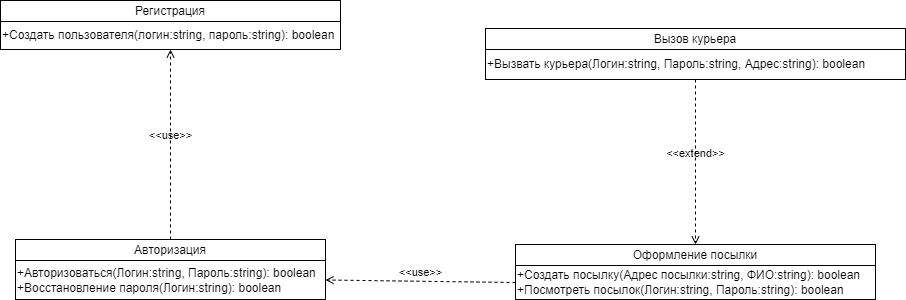 Регистрация
+Создать пользователя(логин:string, пароль:string): boolean
Вызов курьера
+Вызвать курьера(Логин:string, Пароль:string, Адрес:string): boolean
<<use>>
<<extend>>
Авторизация
+Авторизоваться(Логин:string, Пароль:string): boolean
+Восстановление пароля(Логин:string): boolean
<<use>>
Оформление посылки
+Создать посылку(Адрес посылки:string, ФИО:string): boolean
+Посмотреть посылок(Логин:string, Пароль:string): boolean